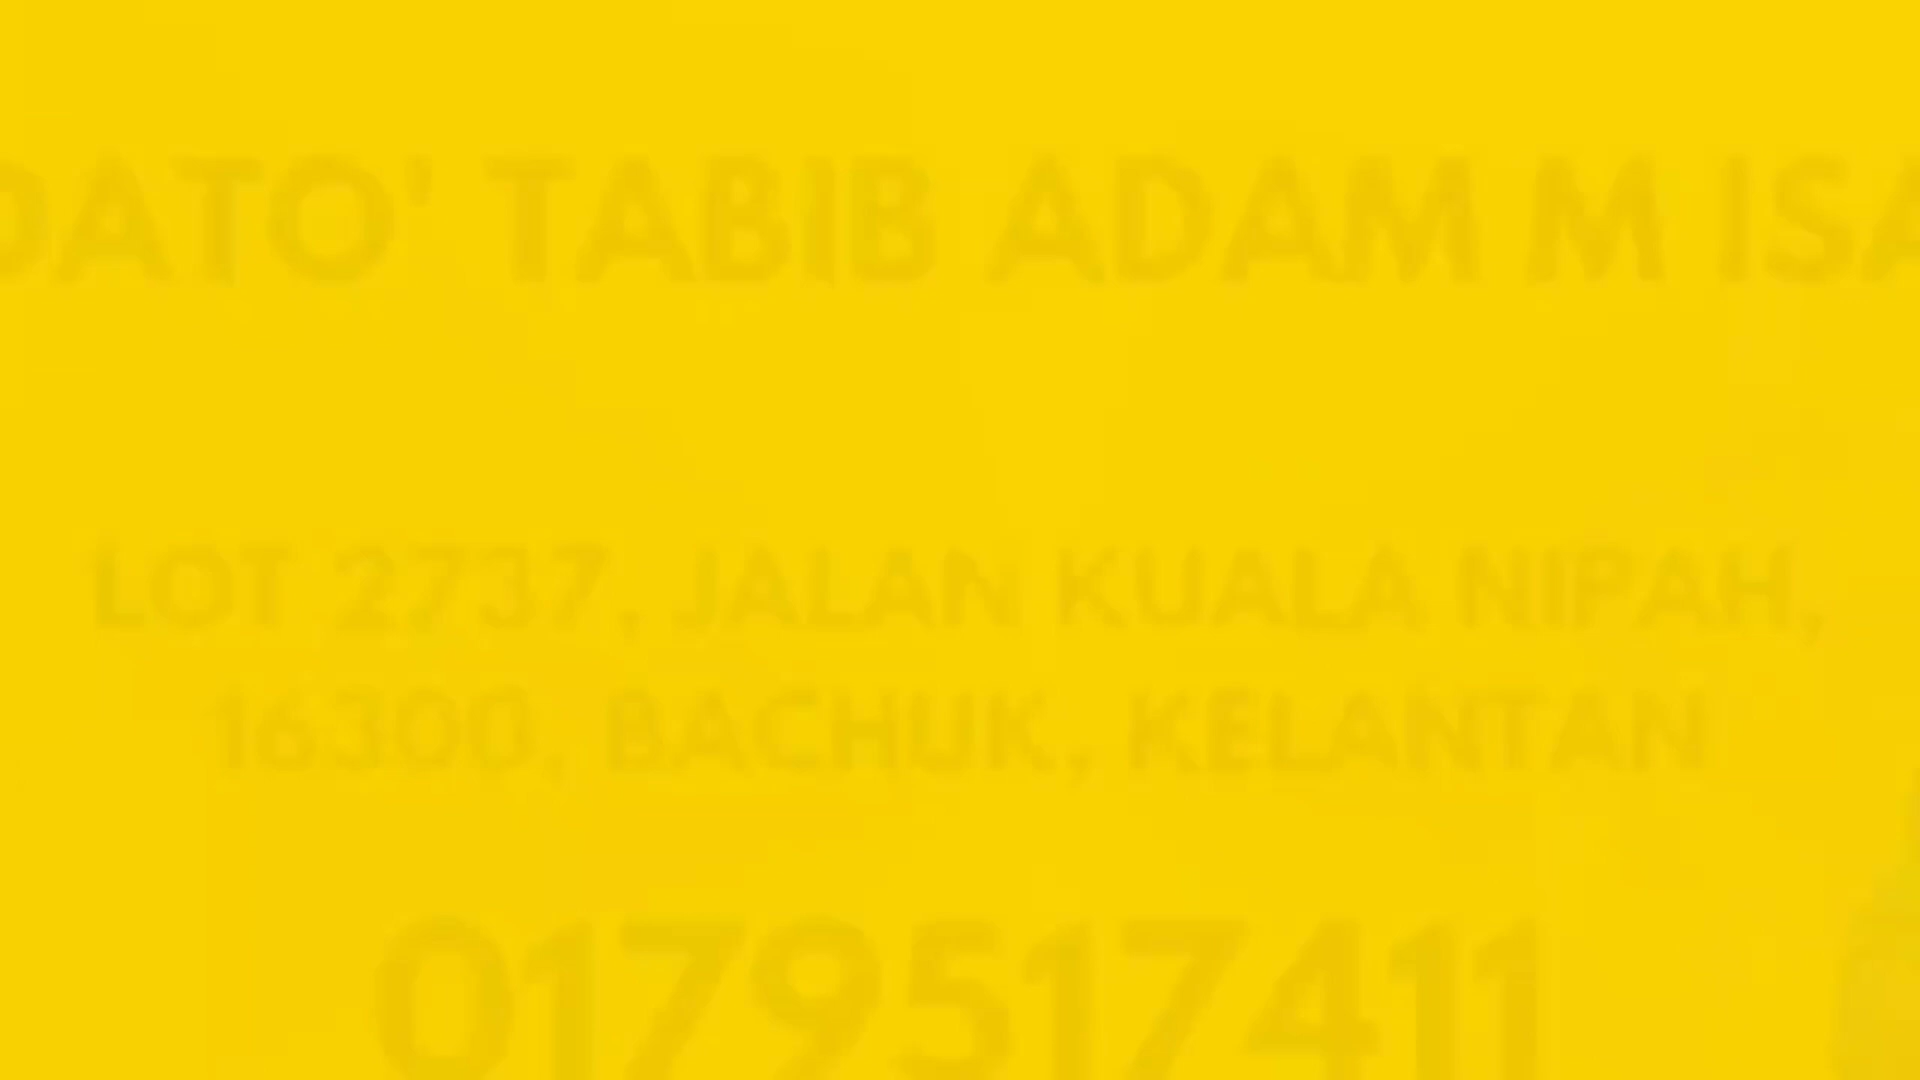 DATO' TABIB ADAM M ISA
LOT 2737, JALAN KUALA NIPAH,
16300, BACHUK, KELANTAN
0179517411